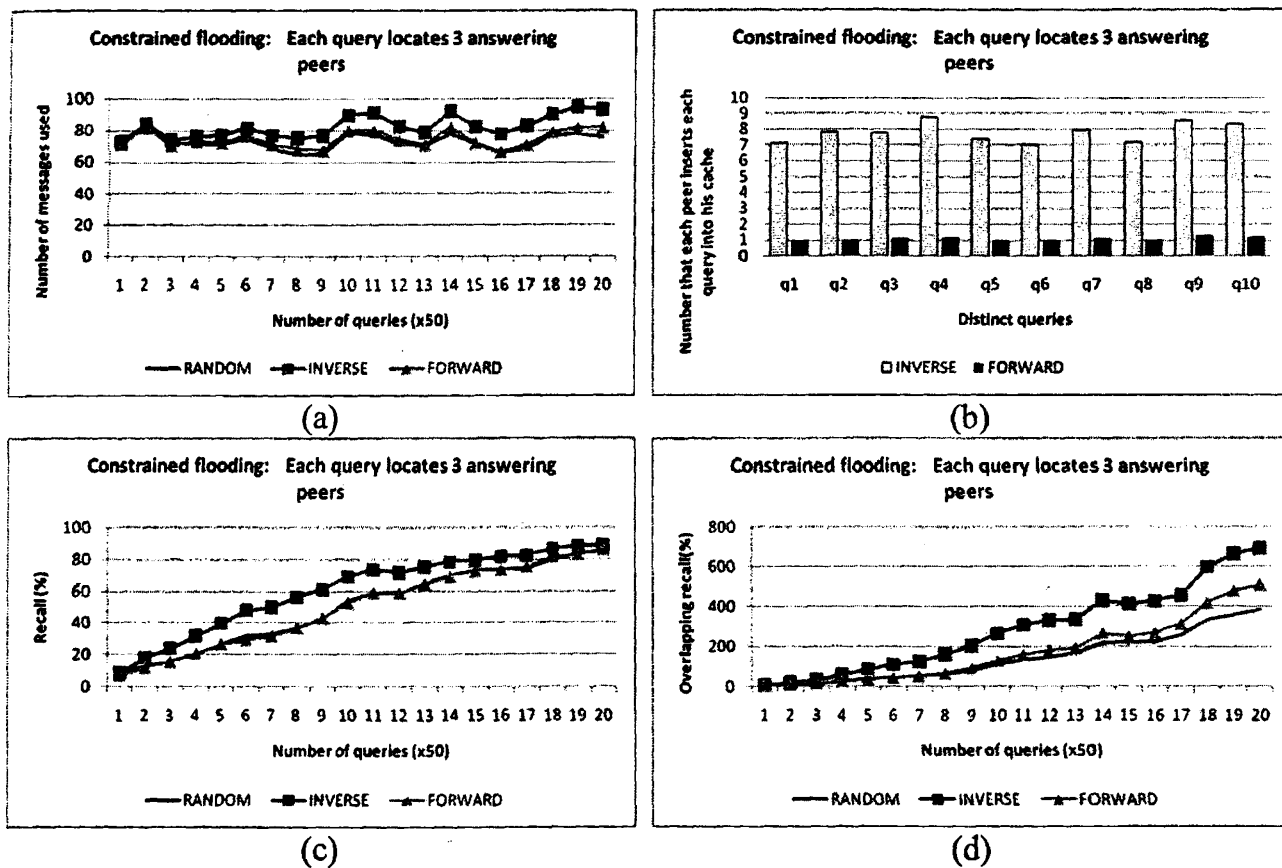 Constrained flooding: Each query locates 3 answering
peers
Number of messages used
100
80
60
40
20
0
1 2 3 4 5 6 7 8 9 10 11 12 13 14 15 16 17 18 19 20
Number of queries (x50)
RANDOM INVERSE FORWARD
(a)
Constrained flooding: Each query locates 3 answering
peers
Number that each peer inserts each
query into his cache
10
9
8
7
6
5
4
3
2
1
0
q1 q2 q3 q4 q5 q6 q7 q8 q9 q10
Distinct queries
INVERSE FORWARD
(b)
Constrained flooding: Each query locates 3 answering
peers
Recall (%)
100
80
60
40
20
0
1 2 3 4 5 6 7 8 9 10 11 12 13 14 15 16 17 18 19 20
Number of queries (x50)
RANDOM INVERSE FORWARD
(c)
Constrained flooding: Each query locates 3 answering
peers
Overlapping recall(%)
800
600
400
200
0
1 2 3 4 5 6 7 8 9 10 11 12 13 14 15 16 17 18 19 20
Number of queries (x50)
RANDOM INVERSE FORWARD
(d)